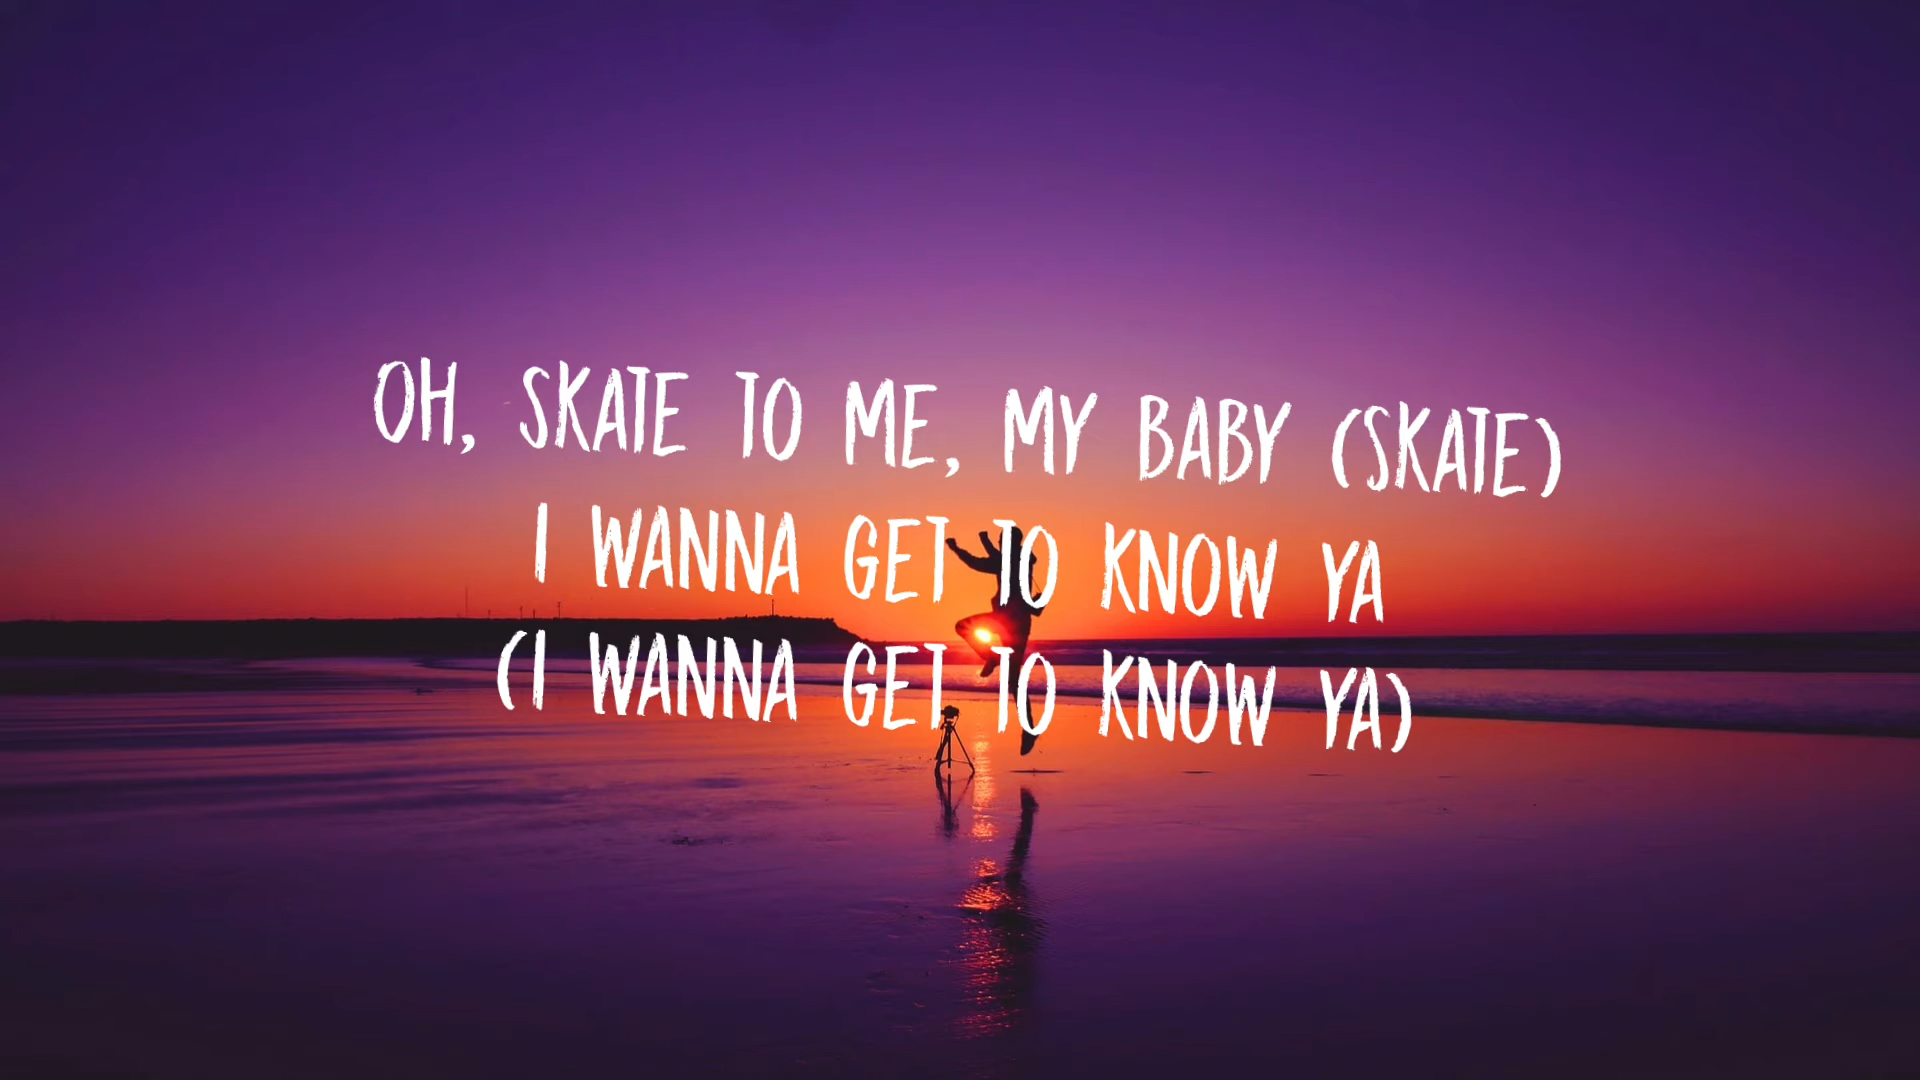 OH, SKATE TO ME, MY BABY (SKATE)
I WANNA GET TO KNOW YA
(I WANNA GET TO KNOW YA)